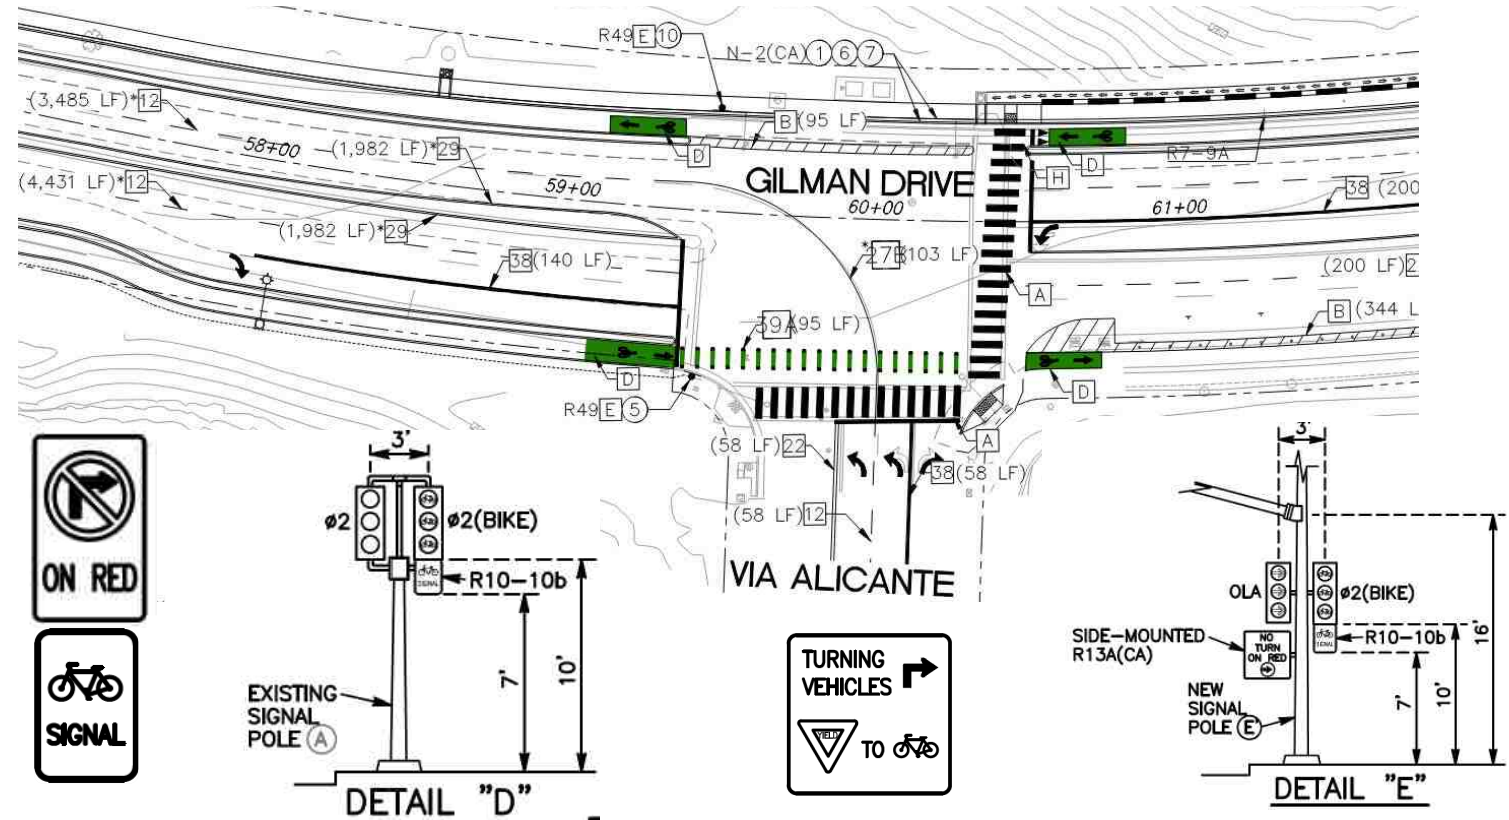 R49 E 10
N-2(CA) 1 6 7
(3,485 LF)*12
B (95 LF)
58+00
(1,982 LF)*29
D
R7-9A
H
D
GILMAN DRIVE
(4,431 LF)*12
59+00
60+00
61+00
38 (200
(1,982 LF)*29
38(140 LF)
*27B(103 LF)
(200 LF)2
A
B (344 L
39A(95 LF)
D
D
R49 E 5
A
(58 LF)22
38(58 LF)
(58 LF)12
VIA ALICANTE
ON RED
SIGNAL
3'
ø2
ø2(BIKE)
SIGNAL
R10-10b
7'
10'
EXISTING
SIGNAL
POLE A
DETAIL "D"
TURNING
VEHICLES
YIELD
TO
3'
OLA
ø2(BIKE)
16'
SIDE-MOUNTED
R13A(CA)
NO
TURN
ON RED
SIGNAL
R10-10b
7'
10'
NEW
SIGNAL
POLE E
DETAIL "E"